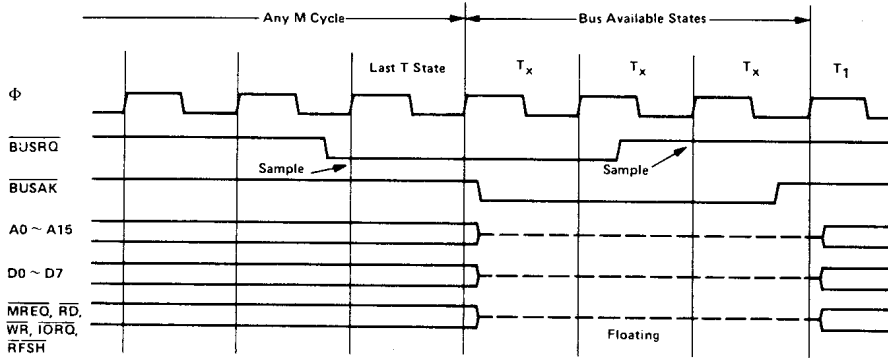 Any M Cycle
Bus Available States
Last T State
Tx
Tx
Tx
T1
Φ
BUSRQ
Sample
Sample
BUSAK
A0 ~ A15
D0 ~ D7
MREQ, RD,
WR, IORQ,
RFSH
Floating